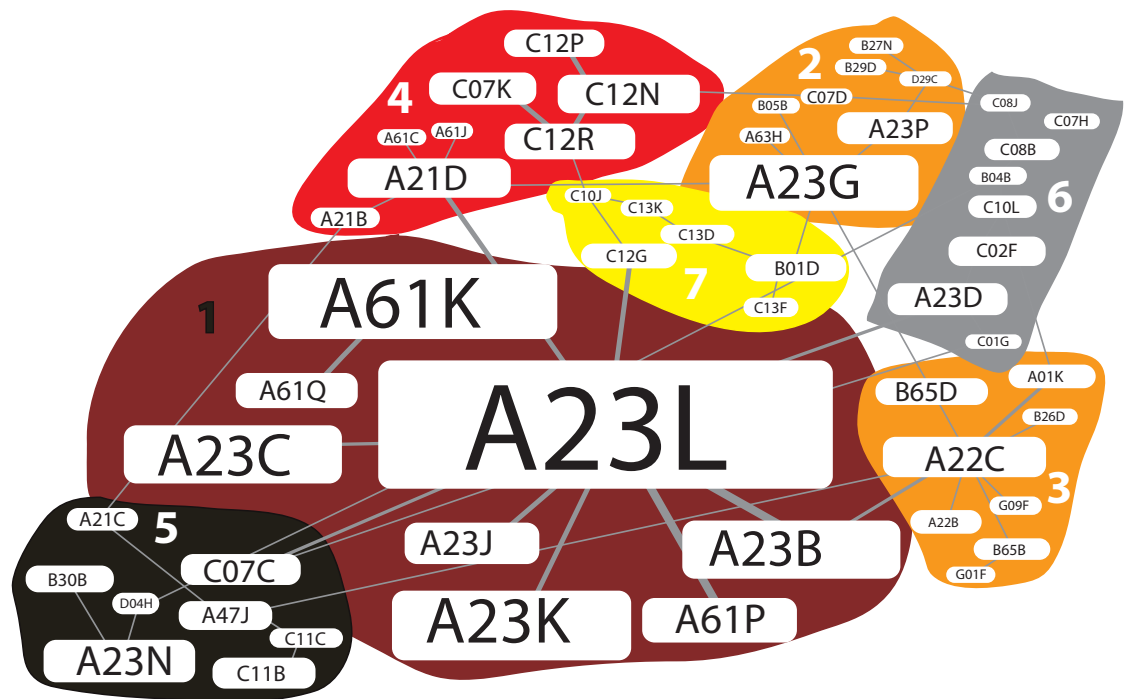 C12P
4
C07K
C12N
A61C
A61J
C12R
A21D
A21B
2
B27N
B29D
D29C
B05B
C07D
A63H
A23P
A23G
C08J
C07H
C08B
B04B
C10L
6
C02F
A23D
C01G
C10J
C13K
C13D
C12G
B01D
7
C13F
1
A61K
A61Q
A23L
A23C
A23J
A23B
A23K
A61P
B65D
A01K
B26D
A22C
3
G09F
A22B
B65B
G01F
A21C
5
B30B
C07C
D04H
A47J
C11C
A23N
C11B